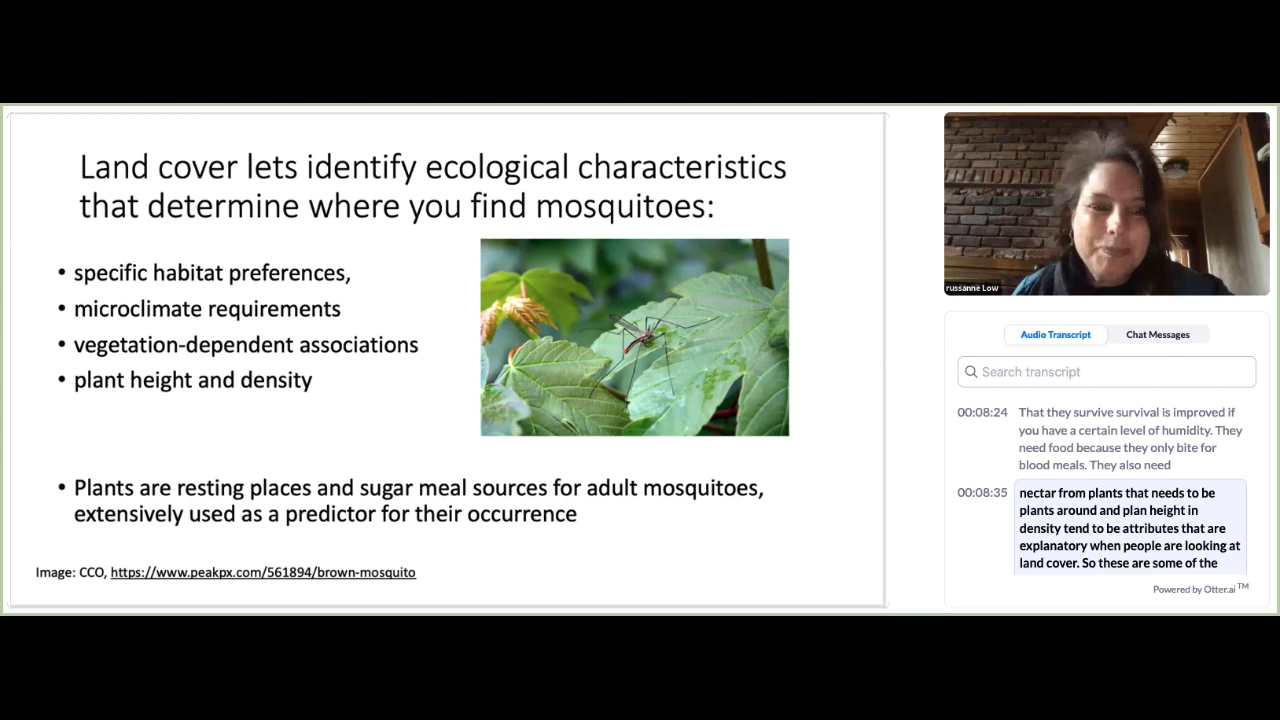 Land cover lets identify ecological characteristics
that determine where you find mosquitoes:
• specific habitat preferences,
• microclimate requirements
• vegetation-dependent associations
• plant height and density
• Plants are resting places and sugar meal sources for adult mosquitoes,
extensively used as a predictor for their occurrence
Image: CCO, https://www.peakpx.com/561894/brown-mosquito
russanne Low
Audio Transcript
Chat Messages
Search transcript
00:08:24
That they survive survival is improved if
you have a certain level of humidity. They
need food because they only bite for
blood meals. They also need
00:08:35
nectar from plants that needs to be
plants around and plan height in
density tend to be attributes that are
explanatory when people are looking at
land cover. So these are some of the
Powered by Otter.ai TM